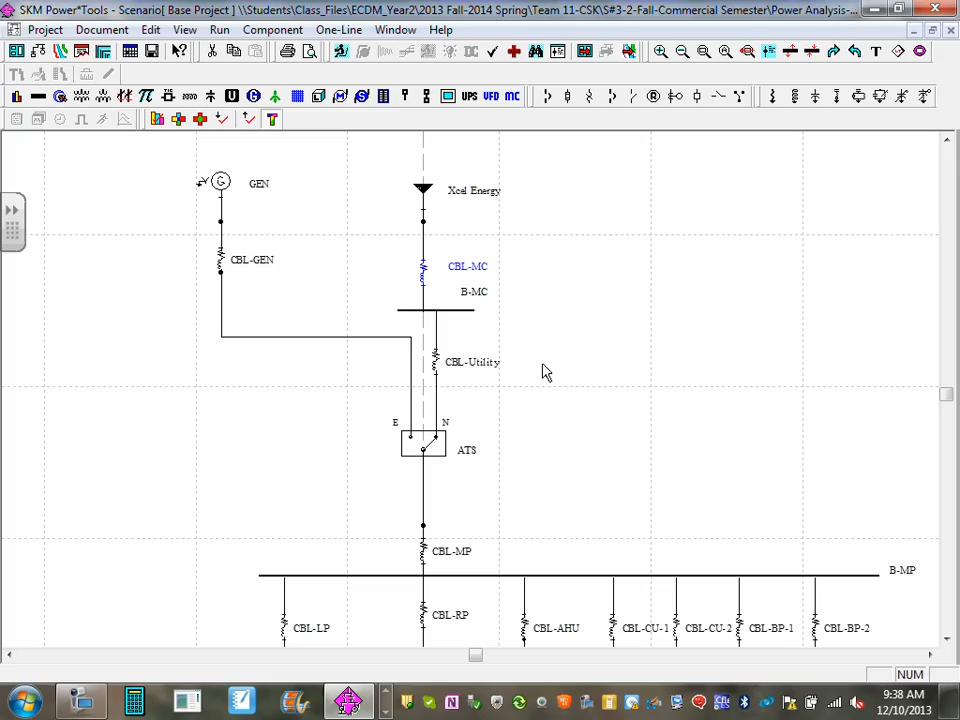 SKM Power*Tools - Scenario[ Base Project ] \\Students\Class_Files\ECDM_Year2\2013 Fall-2014 Spring\Team 11-CSK\S#3-2-Fall-Commercial Semester\Power Analysis-...
Project Document Edit View Run Component One-Line Window Help
DC T
UPS VFD MC
T
G GEN
Xcel Energy
CBL-GEN
CBL-MC
B-MC
CBL-Utility
E N
ATS
CBL-MP
B-MP
CBL-RP
CBL-LP CBL-AHU CBL-CU-1 CBL-CU-2 CBL-BP-1 CBL-BP-2
NUM
9:38 AM
12/10/2013